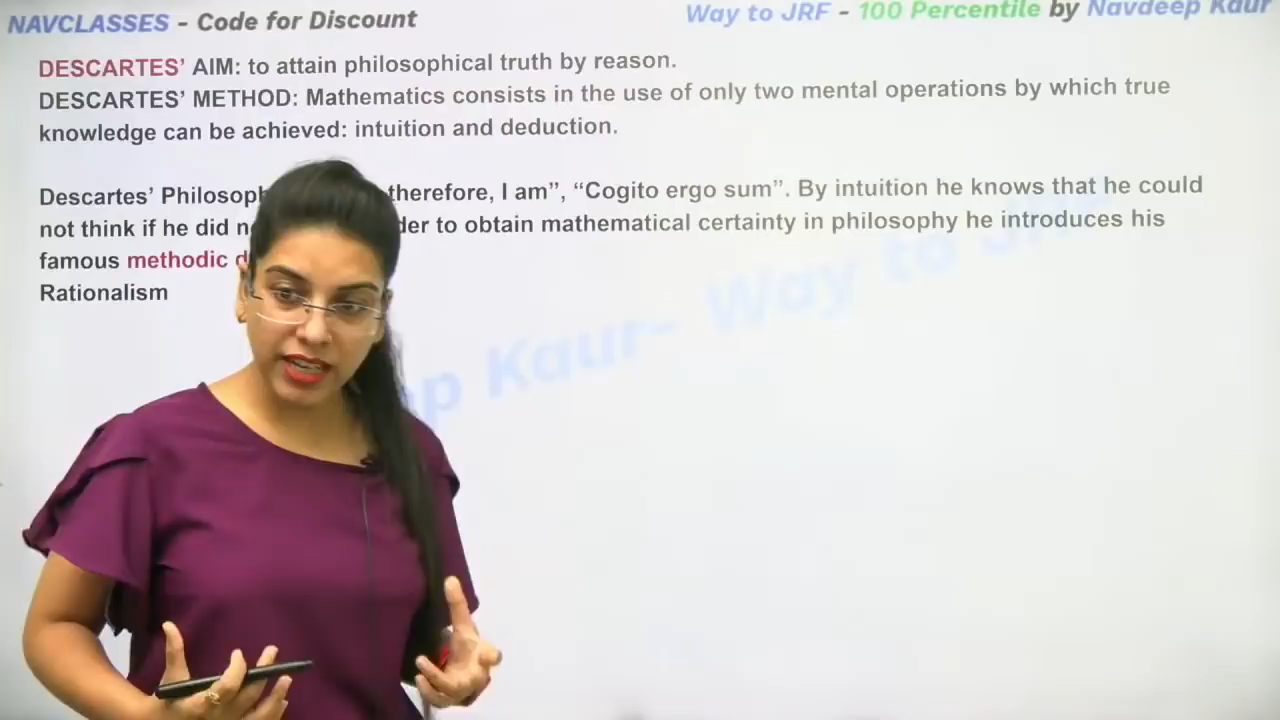 NAVCLASSES - Code for Discount
Way to JRF - 100 Percentile by Navdeep Kaur
DESCARTES’ AIM: to attain philosophical truth by reason.
DESCARTES’ METHOD: Mathematics consists in the use of only two mental operations by which true
knowledge can be achieved: intuition and deduction.
Descartes’ therefore, I am”, “Cogito ergo sum”. By intuition he knows that he could
not think if he did to obtain mathematical certainty in philosophy he introduces his
famous methodic
Rationalism
Kaur- Way to